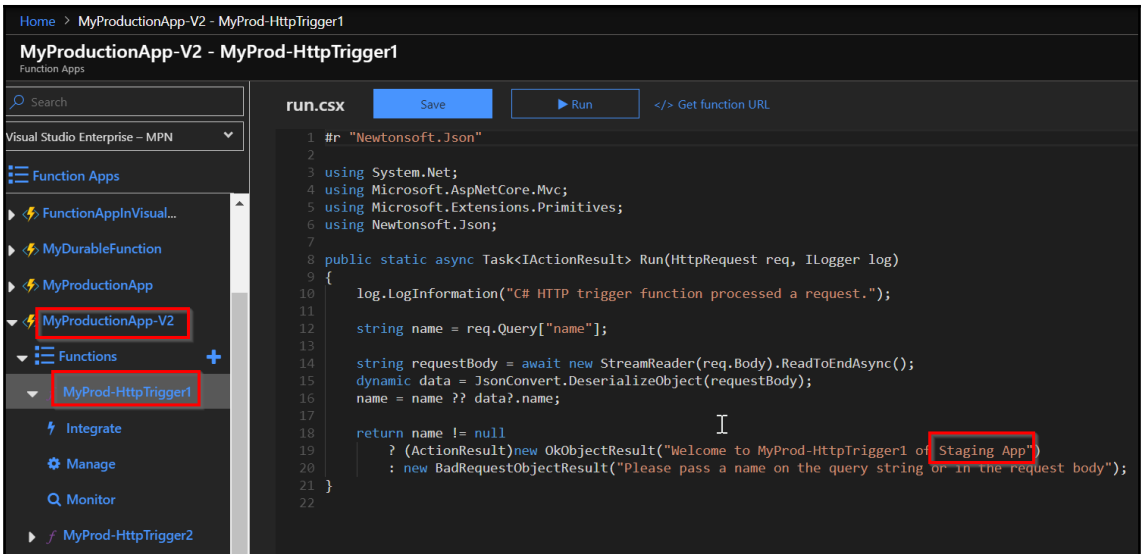 Home > MyProductionApp-V2 - MyProd-HttpTrigger1
MyProductionApp-V2 - MyProd-HttpTrigger1
Function Apps
Search
Visual Studio Enterprise – MPN
Function Apps
FunctionAppInVisual...
MyDurableFunction
MyProductionApp
MyProductionApp-V2
Functions +
MyProd-HttpTrigger1
Integrate
Manage
Monitor
f MyProd-HttpTrigger2
run.csx Save Run </> Get function URL
1 #r "Newtonsoft.Json"
2
3 using System.Net;
4 using Microsoft.AspNetCore.Mvc;
5 using Microsoft.Extensions.Primitives;
6 using Newtonsoft.Json;
7
8 public static async Task<IActionResult> Run(HttpRequest req, ILogger log)
9 {
10     log.LogInformation("C# HTTP trigger function processed a request.");
11
12     string name = req.Query["name"];
13
14     string requestBody = await new StreamReader(req.Body).ReadToEndAsync();
15     dynamic data = JsonConvert.DeserializeObject(requestBody);
16     name = name ?? data?.name;
17
18     return name != null
19         ? (ActionResult)new OkObjectResult("Welcome to MyProd-HttpTrigger1 of Staging App")
20         : new BadRequestObjectResult("Please pass a name on the query string or in the request body");
21 }
22